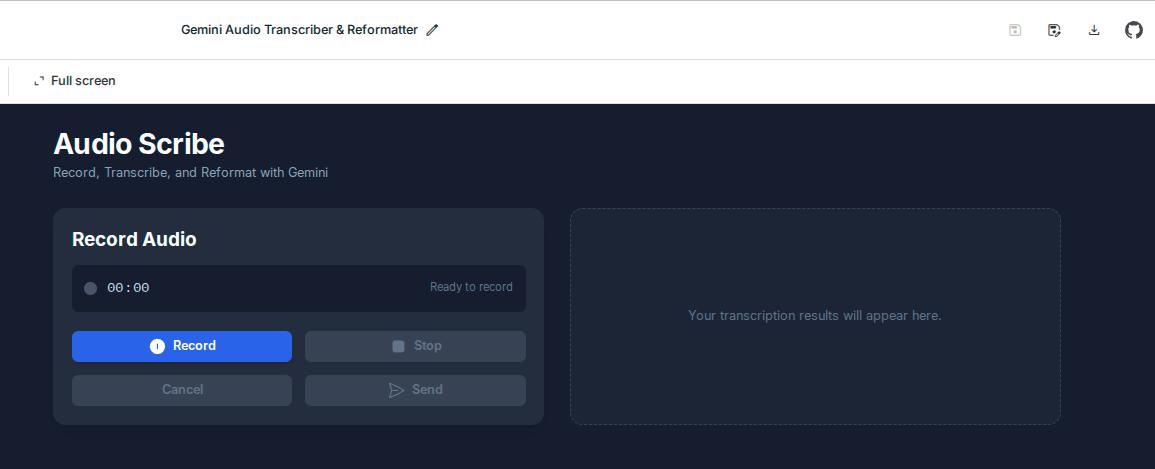 Gemini Audio Transcriber & Reformatter
Full screen
Audio Scribe
Record, Transcribe, and Reformat with Gemini
Record Audio
00:00 Ready to record
Record Stop
Cancel Send
Your transcription results will appear here.